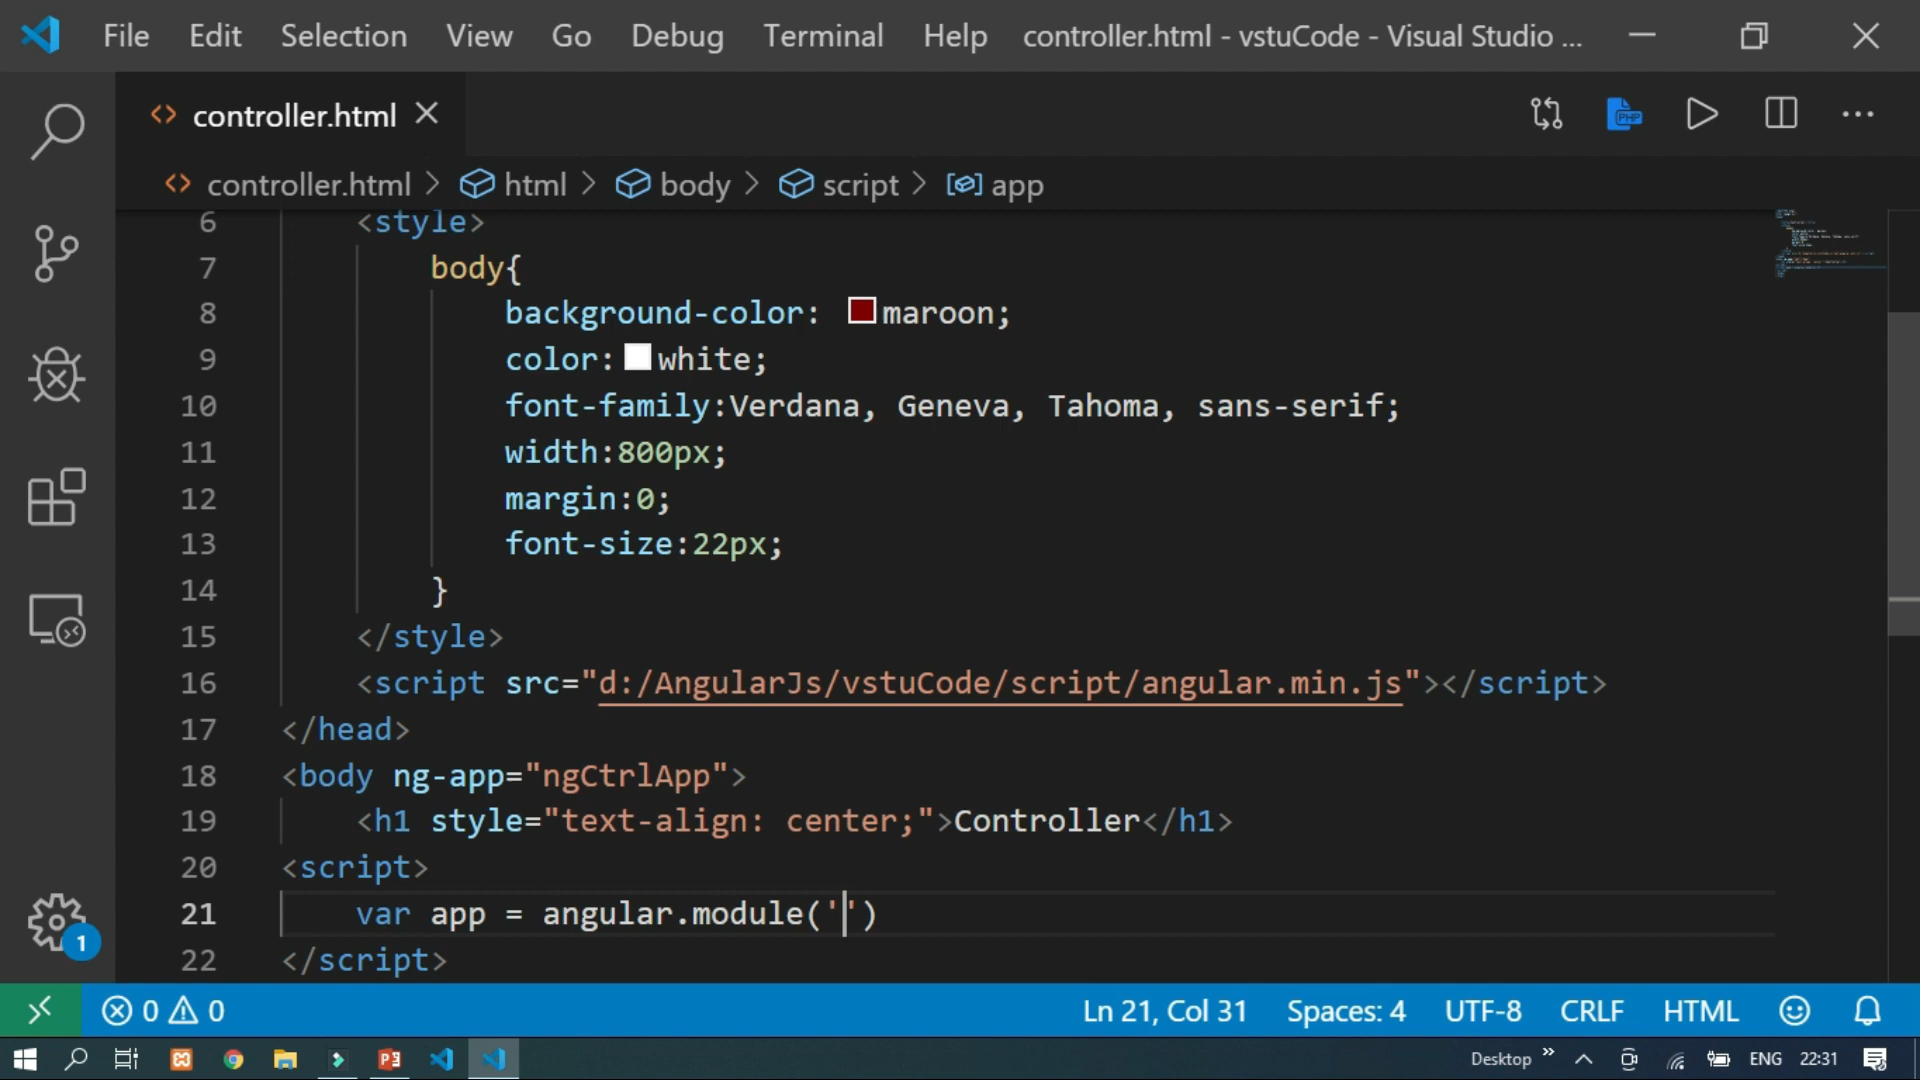 File Edit Selection View Go Debug Terminal Help controller.html - vstuCode - Visual Studio ...
controller.html
PHP
controller.html > html > body > script > app
6 <style>
7 body{
8 background-color: maroon;
9 color: white;
10 font-family:Verdana, Geneva, Tahoma, sans-serif;
11 width:800px;
12 margin:0;
13 font-size:22px;
14 }
15 </style>
16 <script src="d:/AngularJs/vstuCode/script/angular.min.js"></script>
17 </head>
18 <body ng-app="ngCtrlApp">
19 <h1 style="text-align: center;">Controller</h1>
20 <script>
21 var app = angular.module('')
22 </script>
1
0 0 Ln 21, Col 31 Spaces: 4 UTF-8 CRLF HTML
Desktop » ENG 22:31